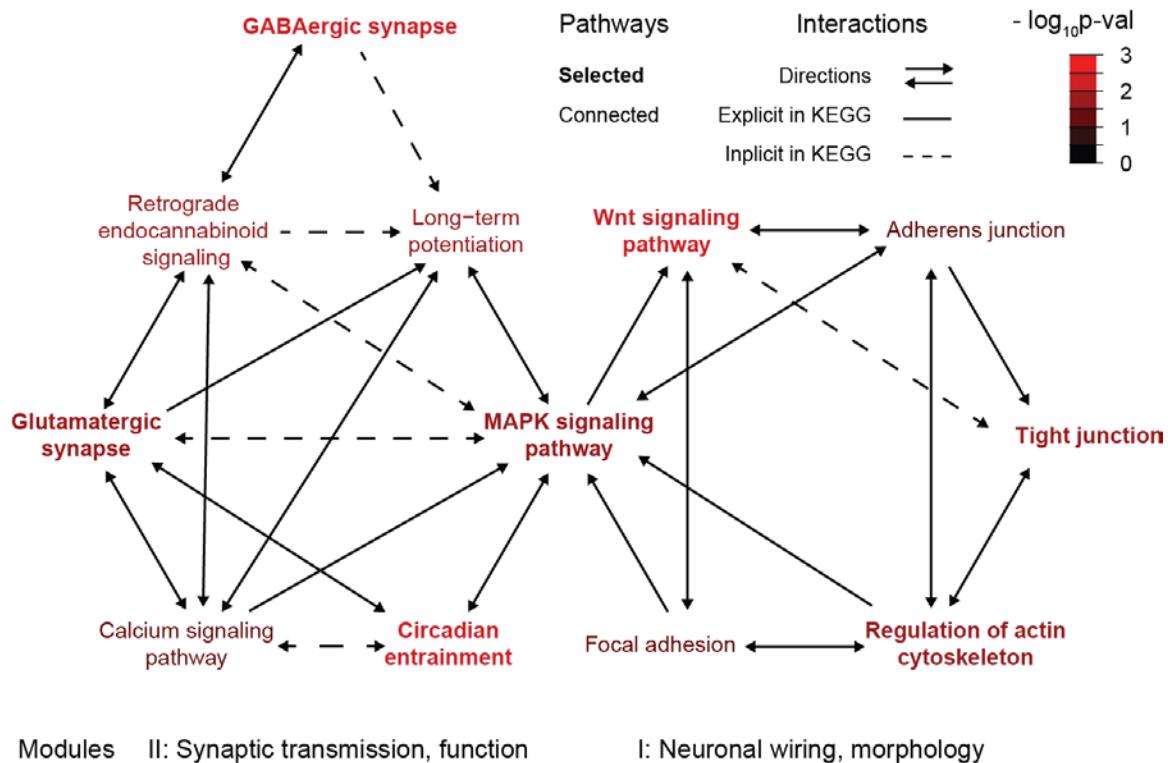 GABAergic synapse
Pathways
Interactions
- log10p-val
Selected
Connected
Directions
Explicit in KEGG
Inplicit in KEGG
3
2
1
0
Retrograde
endocannabinoid
signaling
Long−term
potentiation
Wnt signaling
pathway
Adherens junction
Glutamatergic
synapse
MAPK signaling
pathway
Tight junction
Calcium signaling
pathway
Circadian
entrainment
Focal adhesion
Regulation of actin
cytoskeleton
Modules II: Synaptic transmission, function I: Neuronal wiring, morphology